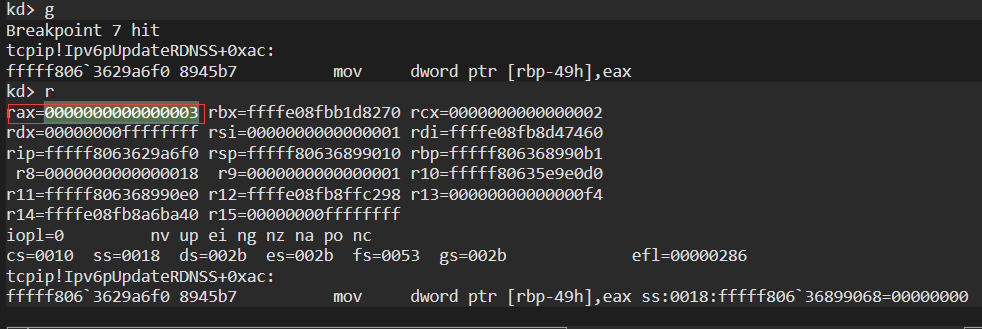 kd> g
Breakpoint 7 hit
tcpip!Ipv6pUpdateRDNSS+0xac:
fffff806`3629a6f0 8945b7          mov     dword ptr [rbp-49h],eax
kd> r
rax=0000000000000003 rbx=ffffe08fbb1d8270 rcx=0000000000000002
rdx=00000000ffffffff rsi=0000000000000001 rdi=ffffe08fb8d47460
rip=fffff8063629a6f0 rsp=fffff80636899010 rbp=fffff806368990b1
 r8=0000000000000018  r9=0000000000000001 r10=fffff80635e9e0d0
r11=fffff806368990e0 r12=ffffe08fb8ffc298 r13=00000000000000f4
r14=ffffe08fb8a6ba40 r15=00000000ffffffff
iopl=0         nv up ei ng nz na po nc
cs=0010  ss=0018  ds=002b  es=002b  fs=0053  gs=002b             efl=00000286
tcpip!Ipv6pUpdateRDNSS+0xac:
fffff806`3629a6f0 8945b7          mov     dword ptr [rbp-49h],eax ss:0018:fffff806`36899068=00000000